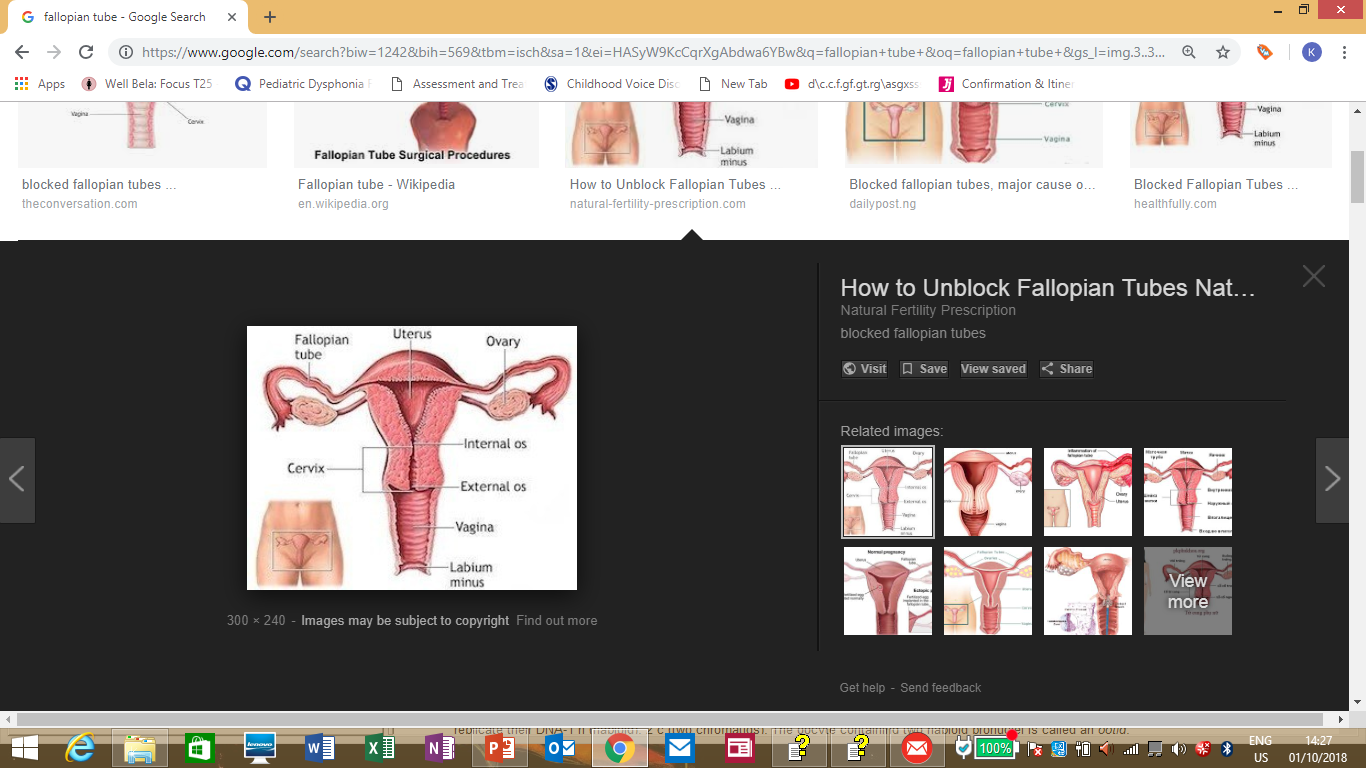 fallopian tube - Google Search
https://www.google.com/search?biw=1242&bih=569&tbm=isch&sa=1&ei=HASyW9KcCqrXgAbdwa6YBw&q=fallopian+tube+&oq=fallopian+tube+&gs_l=img.3..3...
K
Apps
Well Bela: Focus T25
Pediatric Dysphonia F
Assessment and Trea
Childhood Voice Diso
New Tab
d\c.c.f.gf.gt.rg\asgxss
Confirmation & Itiner
Vagina
Cervix
Fallopian Tube Surgical Procedures
Vagina
Labium
minus
Cervix
Vagina
Vagina
Labium
minus
blocked fallopian tubes ...
theconversation.com
Fallopian tube - Wikipedia
en.wikipedia.org
How to Unblock Fallopian Tubes ...
natural-fertility-prescription.com
Blocked fallopian tubes, major cause o...
dailypost.ng
Blocked Fallopian Tubes ...
healthfully.com
Fallopian
tube
Uterus
Ovary
Internal os
Cervix
External os
Vagina
Labium
minus
300 × 240 - Images may be subject to copyright Find out more
How to Unblock Fallopian Tubes Nat...
Natural Fertility Prescription
blocked fallopian tubes
Visit
Save
View saved
Share
Related images:
Normal pregnancy
View
more
Get help - Send feedback
lenovo
100%
ENG
US
14:27
01/10/2018